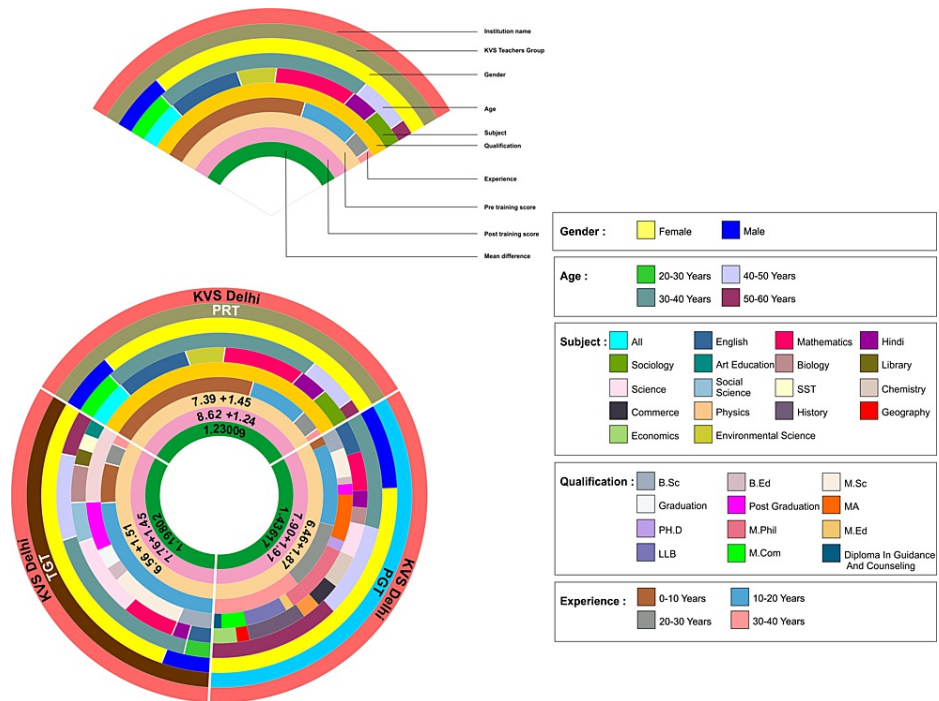 Institution name
KVS Teachers Group
Gender
Age
Subject
Qualification
Experience
Pre training score
Post training score
Mean difference
Gender :
Female
Male
Age :
20-30 Years
40-50 Years
30-40 Years
50-60 Years
Subject :
All
English
Mathematics
Hindi
Sociology
Art Education
Biology
Library
Science
Social
Science
SST
Chemistry
Commerce
Physics
History
Geography
Economics
Environmental Science
Qualification :
B.Sc
B.Ed
M.Sc
Graduation
Post Graduation
MA
PH.D
M.Phil
M.Ed
LLB
M.Com
Diploma In Guidance
And Counseling
Experience :
0-10 Years
10-20 Years
20-30 Years
30-40 Years
KVS Delhi
PRT
7.39 +1.45
8.62 +1.24
1.23009
KVS Delhi
TGT
6.56 +1.51
7.76+1.45
1.19802
KVS Delhi
PGT
6.46+1.87
7.90+1.91
1.43617